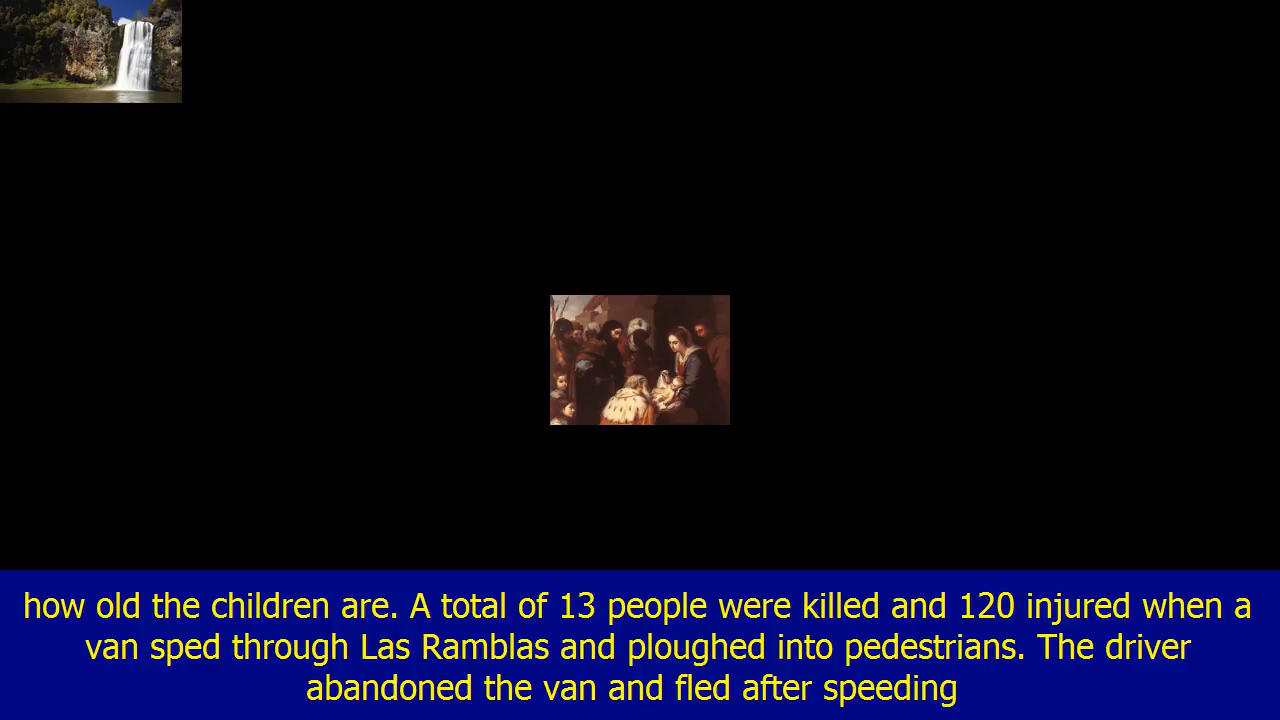 how old the children are. A total of 13 people were killed and 120 injured when a
van sped through Las Ramblas and ploughed into pedestrians. The driver
abandoned the van and fled after speeding